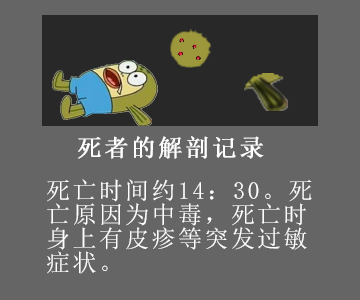 死者的解剖记录
死亡时间约14：30。死
亡原因为中毒，死亡时
身上有皮疹等突发过敏
症状。